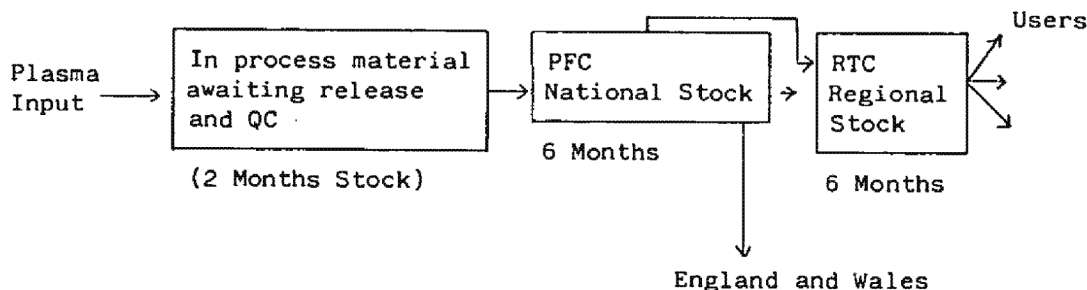 Users
Plasma
Input
In process material
awaiting release
and QC
(2 Months Stock)
PFC
National Stock
6 Months
RTC
Regional
Stock
6 Months
England and Wales